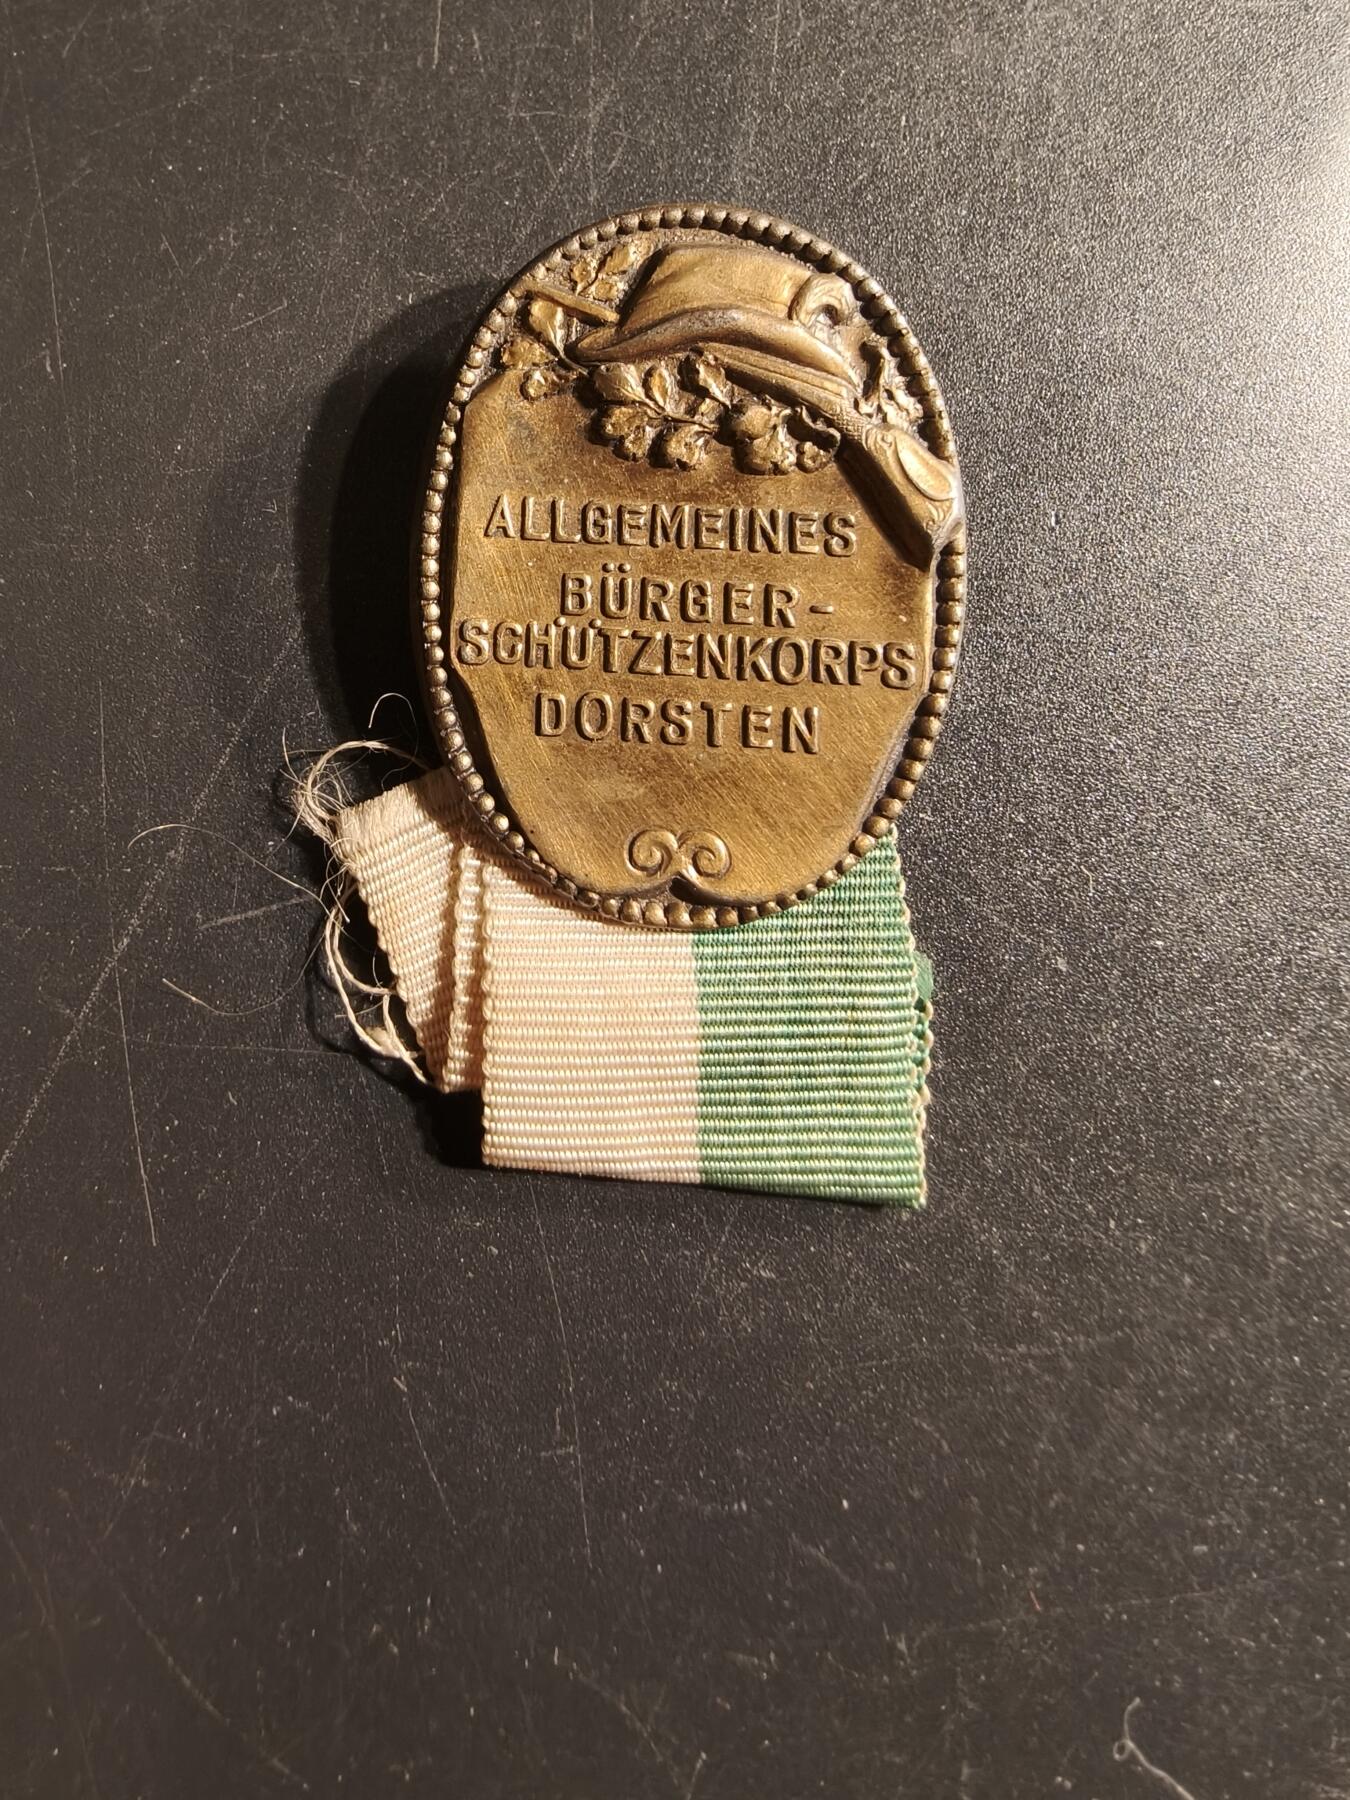 ALLGEMEINES
BÜRGER-
SCHÜTZENKORPS
DORSTEN